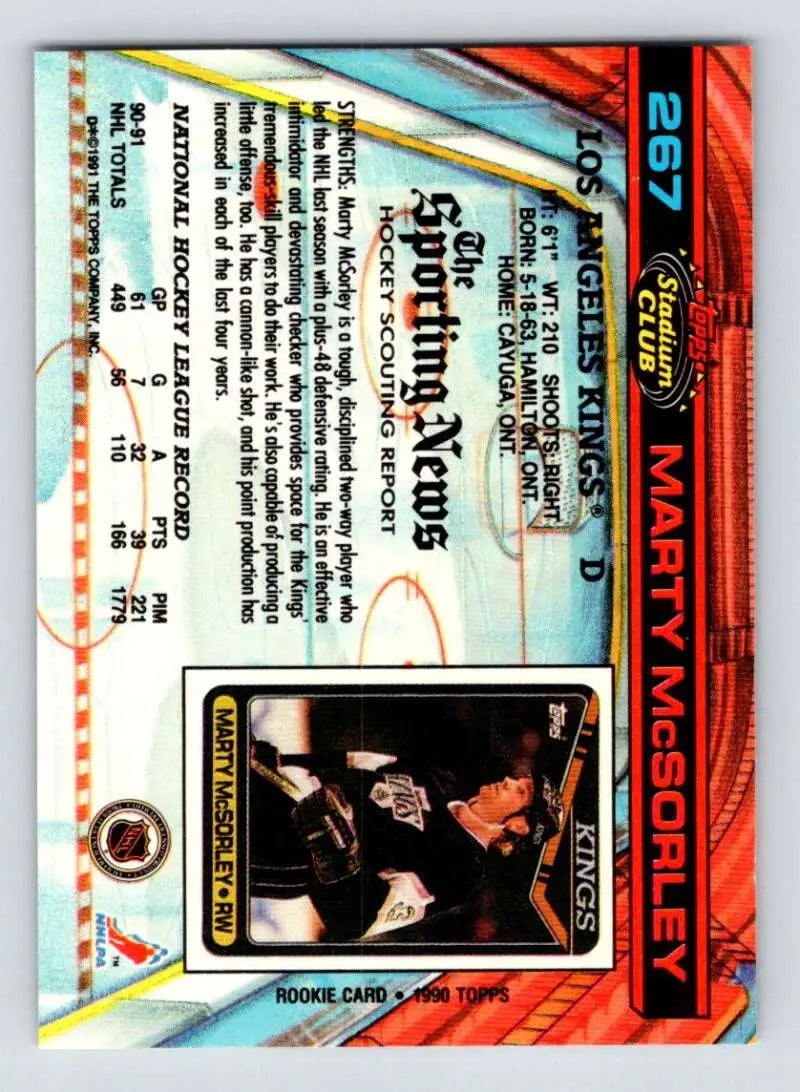 267
TOPPS
Stadium
CLUB
MARTY McSORLEY
LOS ANGELES KINGS® D
HT: 6'1" WT: 210 SHOOTS: RIGHT
BORN: 5-18-63, HAMILTON, ONT.
HOME: CAYUGA, ONT.
The
Sporting News
HOCKEY SCOUTING REPORT
STRENGTHS: Marty McSorley is a tough, disciplined two-way player who
led the NHL last season with a plus-48 defensive rating. He is an effective
intimidator and devastating checker who provides space for the Kings'
tremendous-skill players to do their work. He's also capable of producing a
little offense, too. He has a cannon-like shot, and his point production has
increased in each of the last four years.
NATIONAL HOCKEY LEAGUE RECORD
GP G A PTS PIM
90-91 61 7 32 39 221
NHL TOTALS 449 56 110 166 1779
D*©1991 THE TOPPS COMPANY, INC.
KINGS
TOPPS
KINGS
MARTY McSORLEY • RW
ROOKIE CARD • 1990 TOPPS
NHL
NHLPA
TM